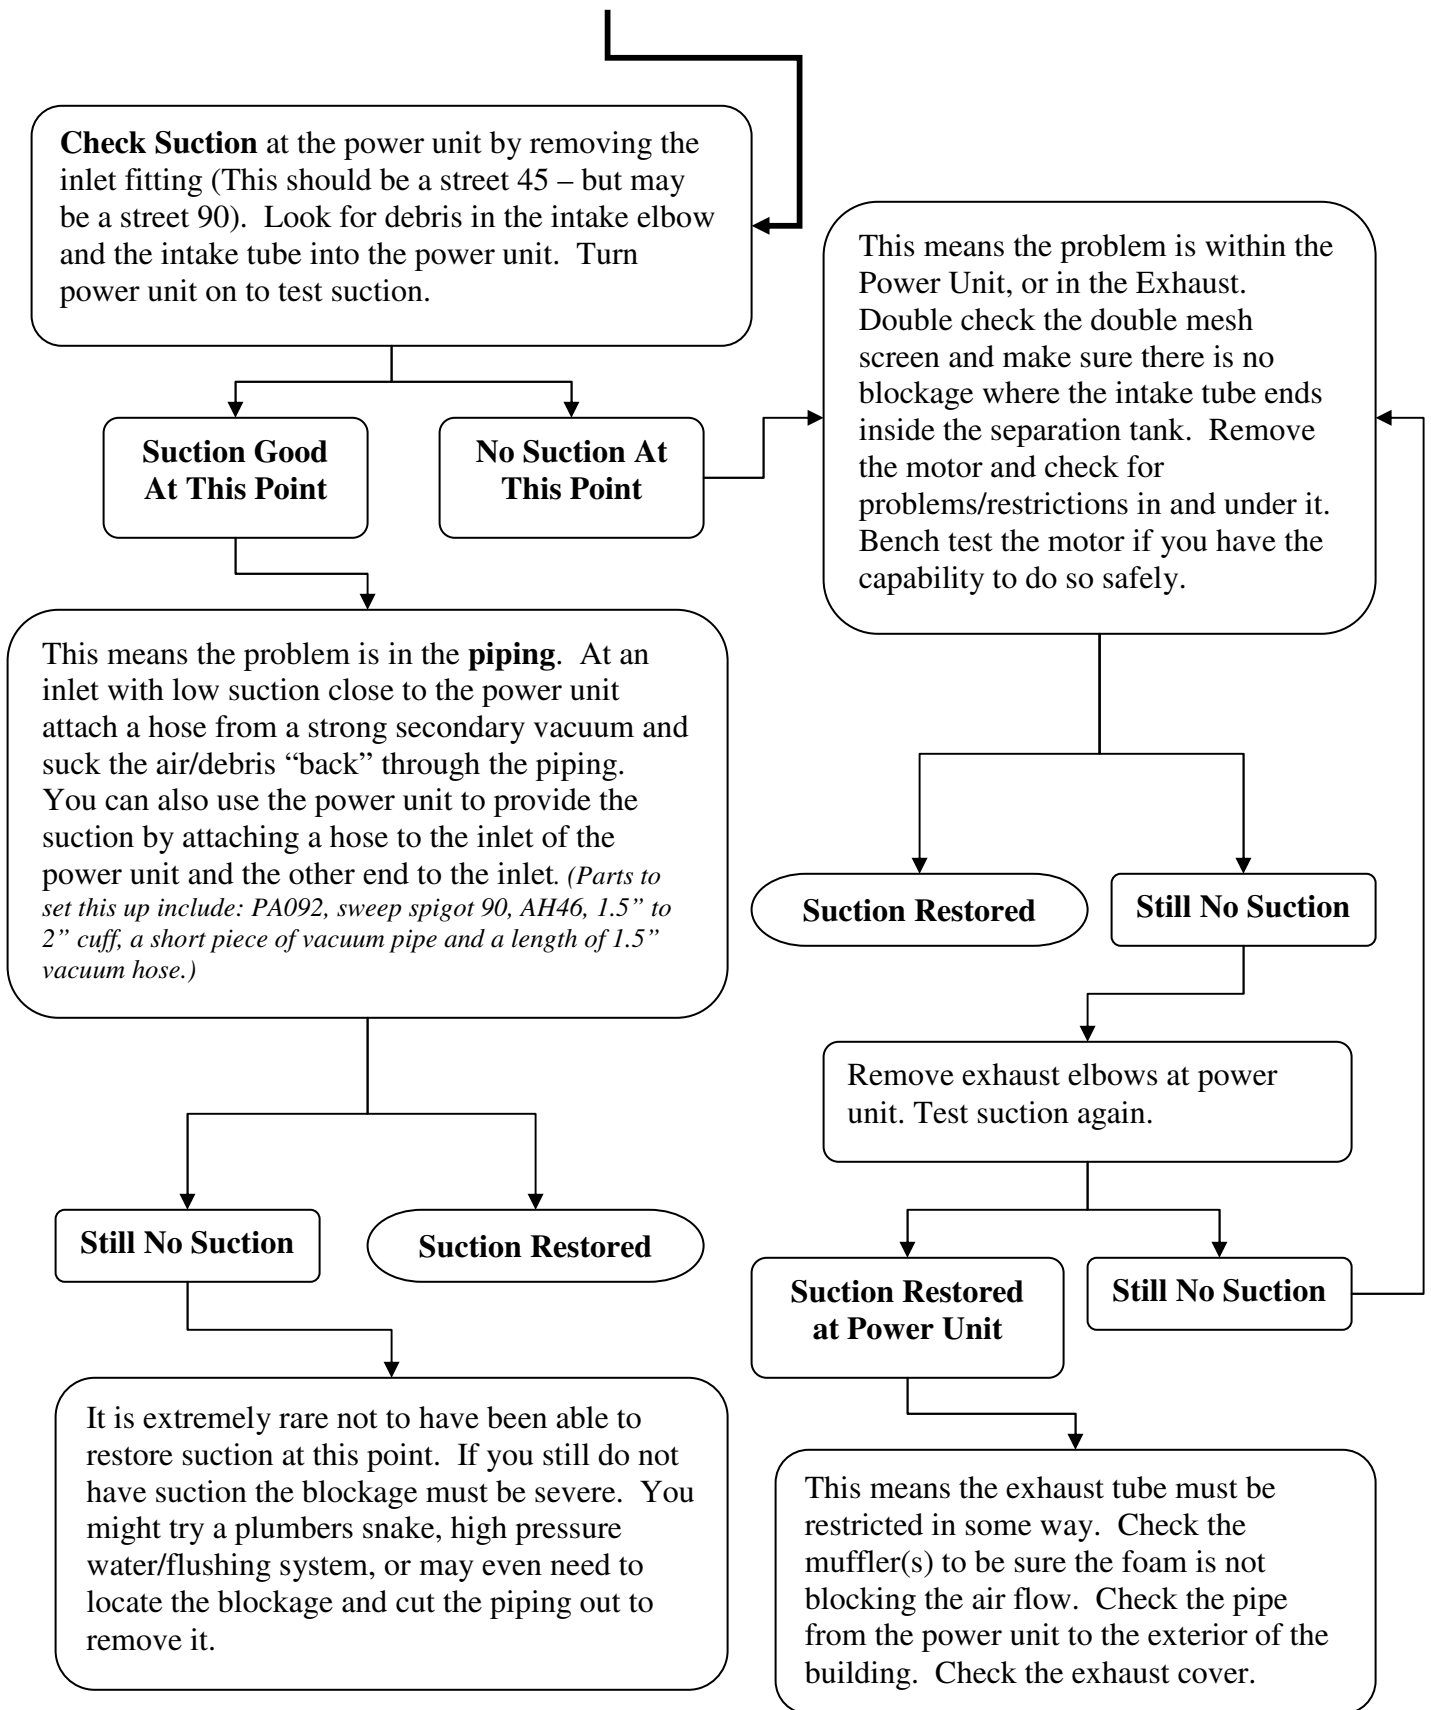 Check Suction at the power unit by removing the
inlet fitting (This should be a street 45 – but may
be a street 90).  Look for debris in the intake elbow
and the intake tube into the power unit.  Turn
power unit on to test suction.
Suction Good
At This Point
No Suction At
This Point
This means the problem is within the
Power Unit, or in the Exhaust.
Double check the double mesh
screen and make sure there is no
blockage where the intake tube ends
inside the separation tank.  Remove
the motor and check for
problems/restrictions in and under it.
Bench test the motor if you have the
capability to do so safely.
This means the problem is in the piping.  At an
inlet with low suction close to the power unit
attach a hose from a strong secondary vacuum and
suck the air/debris “back” through the piping.
You can also use the power unit to provide the
suction by attaching a hose to the inlet of the
power unit and the other end to the inlet. (Parts to
set this up include: PA092, sweep spigot 90, AH46, 1.5” to
2” cuff, a short piece of vacuum pipe and a length of 1.5”
vacuum hose.)
Suction Restored
Still No Suction
Remove exhaust elbows at power
unit. Test suction again.
Still No Suction
Suction Restored
Suction Restored
at Power Unit
Still No Suction
It is extremely rare not to have been able to
restore suction at this point.  If you still do not
have suction the blockage must be severe.  You
might try a plumbers snake, high pressure
water/flushing system, or may even need to
locate the blockage and cut the piping out to
remove it.
This means the exhaust tube must be
restricted in some way.  Check the
muffler(s) to be sure the foam is not
blocking the air flow.  Check the pipe
from the power unit to the exterior of the
building.  Check the exhaust cover.